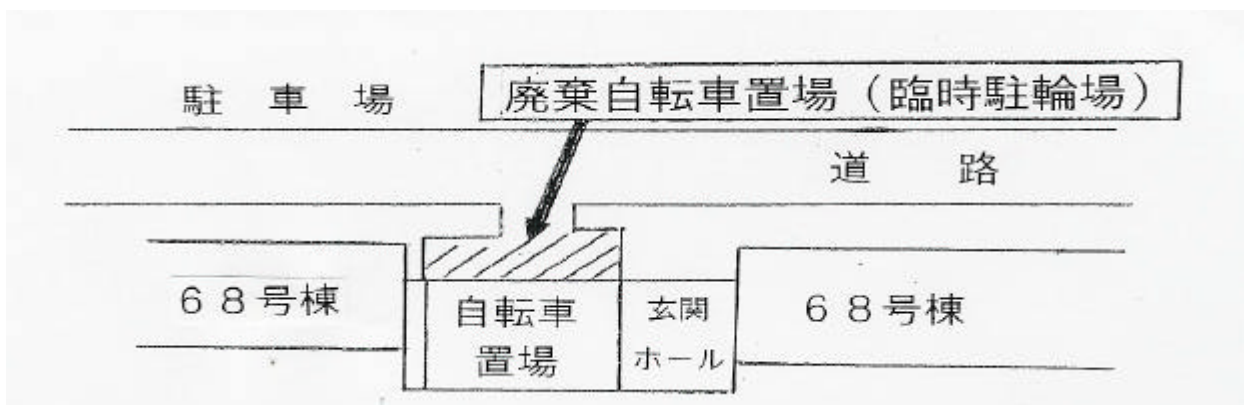 駐　車　場
廃棄自転車置場（臨時駐輪場）
道　　路
６８号棟
自転車
置場
玄関
ホール
６８号棟